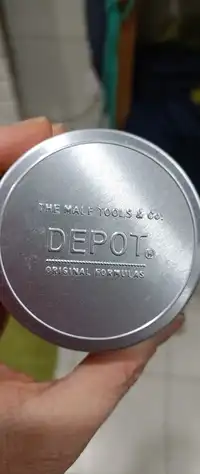 THE MALE TOOLS & Co.
DEPOT®
ORIGINAL FORMULAS